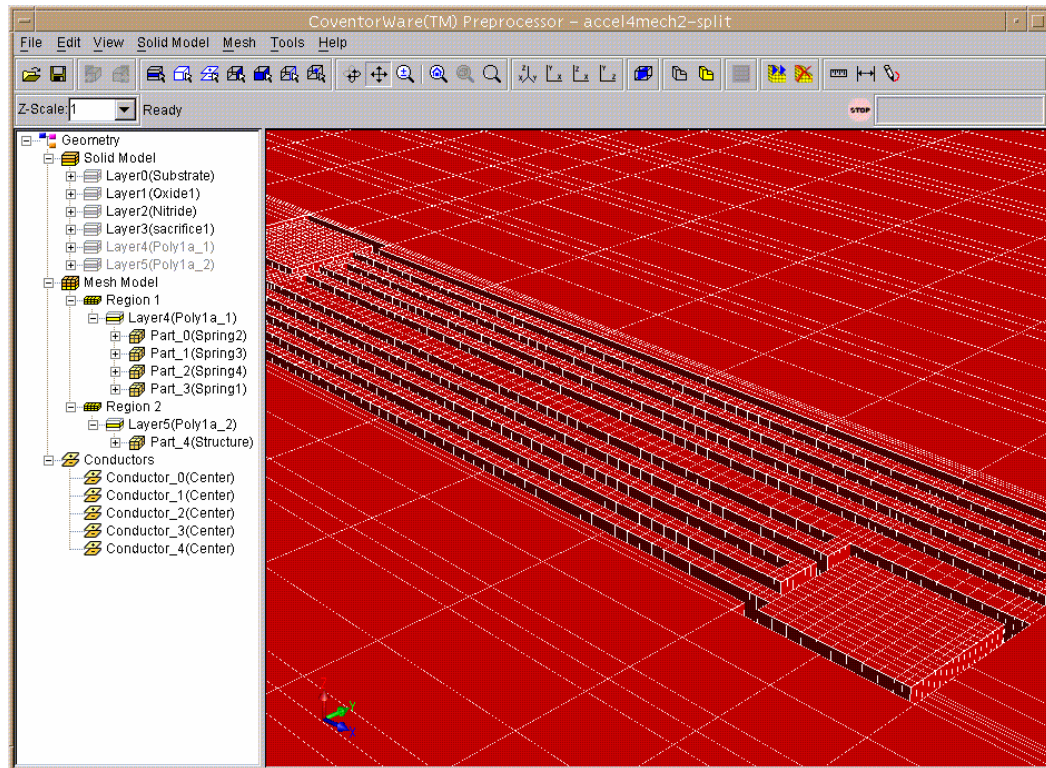 CoventorWare(TM) Preprocessor - accel4mech2-split
File Edit View Solid Model Mesh Tools Help
Z-Scale: 1 Ready STOP
Geometry
Solid Model
Layer0(Substrate)
Layer1(Oxide1)
Layer2(Nitride)
Layer3(sacrifice1)
Layer4(Poly1a_1)
Layer5(Poly1a_2)
Mesh Model
Region 1
Layer4(Poly1a_1)
Part_0(Spring2)
Part_1(Spring3)
Part_2(Spring4)
Part_3(Spring1)
Region 2
Layer5(Poly1a_2)
Part_4(Structure)
Conductors
Conductor_0(Center)
Conductor_1(Center)
Conductor_2(Center)
Conductor_3(Center)
Conductor_4(Center)
Z
Y
X